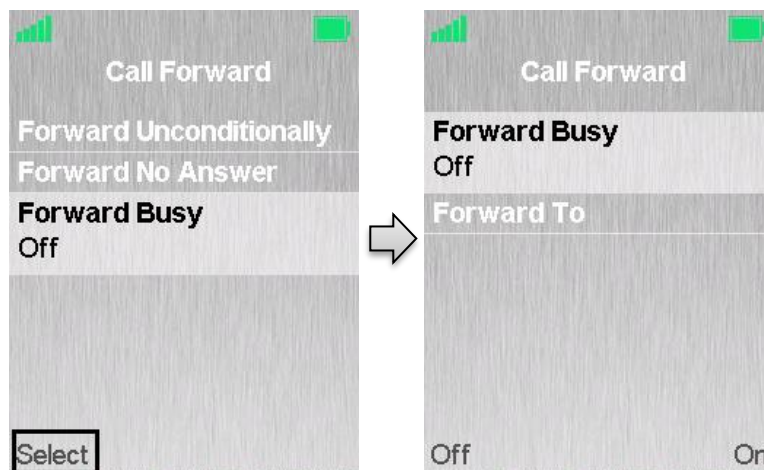 Call Forward
Forward Unconditionally
Forward No Answer
Forward Busy
Off
Select
Call Forward
Forward Busy
Off
Forward To
Off On